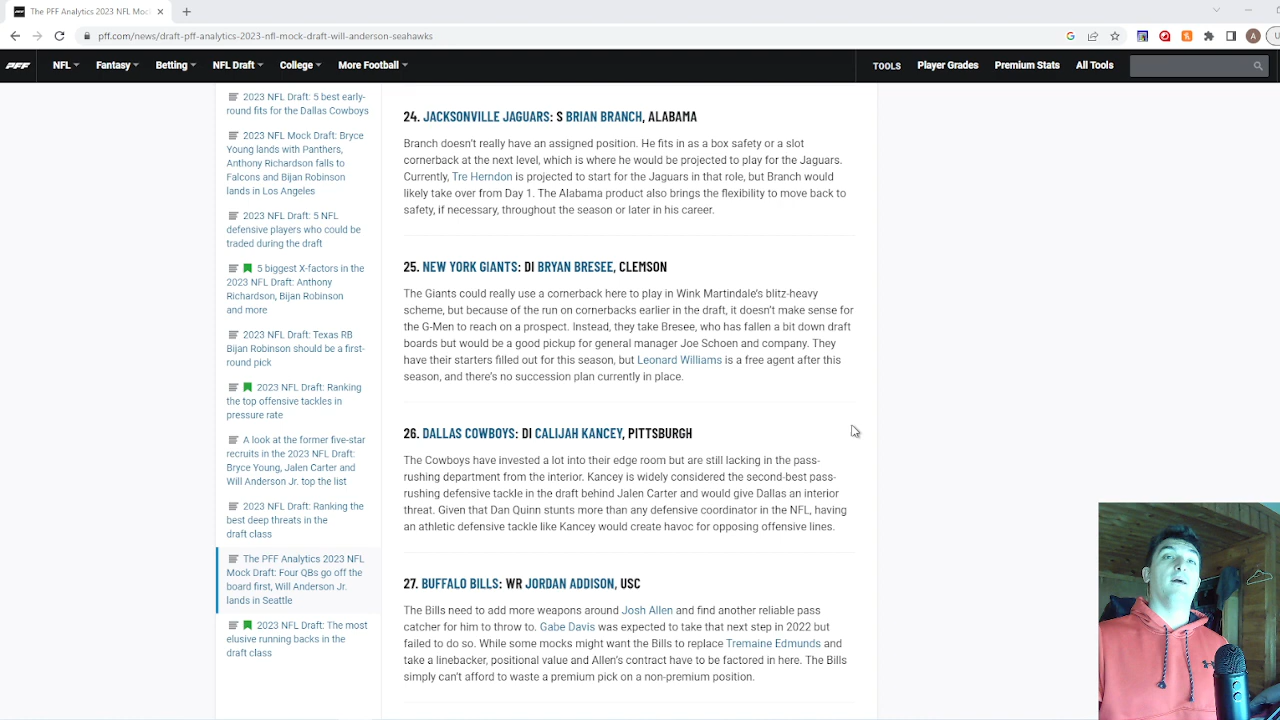 The PFF Analytics 2023 NFL Moc
pff.com/news/draft-pff-analytics-2023-nfl-mock-draft-will-anderson-seahawks
PFF NFL Fantasy Betting NFL Draft College More Football TOOLS Player Grades Premium Stats All Tools
2023 NFL Draft: 5 best early-
round fits for the Dallas Cowboys
2023 NFL Mock Draft: Bryce
Young lands with Panthers,
Anthony Richardson falls to
Falcons and Bijan Robinson
lands in Los Angeles
2023 NFL Draft: 5 NFL
defensive players who could be
traded during the draft
5 biggest X-factors in the
2023 NFL Draft: Anthony
Richardson, Bijan Robinson
and more
2023 NFL Draft: Texas RB
Bijan Robinson should be a first-
round pick
2023 NFL Draft: Ranking
the top offensive tackles in
pressure rate
A look at the former five-star
recruits in the 2023 NFL Draft:
Bryce Young, Jalen Carter and
Will Anderson Jr. top the list
2023 NFL Draft: Ranking the
best deep threats in the
draft class
The PFF Analytics 2023 NFL
Mock Draft: Four QBs go off the
board first, Will Anderson Jr.
lands in Seattle
2023 NFL Draft: The most
elusive running backs in the
draft class
24. JACKSONVILLE JAGUARS: S BRIAN BRANCH, ALABAMA
Branch doesn't really have an assigned position. He fits in as a box safety or a slot
cornerback at the next level, which is where he would be projected to play for the Jaguars.
Currently, Tre Herndon is projected to start for the Jaguars in that role, but Branch would
likely take over from Day 1. The Alabama product also brings the flexibility to move back to
safety, if necessary, throughout the season or later in his career.
25. NEW YORK GIANTS: DI BRYAN BRESEE, CLEMSON
The Giants could really use a cornerback here to play in Wink Martindale's blitz-heavy
scheme, but because of the run on cornerbacks earlier in the draft, it doesn't make sense for
the G-Men to reach on a prospect. Instead, they take Bresee, who has fallen a bit down draft
boards but would be a good pickup for general manager Joe Schoen and company. They
have their starters filled out for this season, but Leonard Williams is a free agent after this
season, and there's no succession plan currently in place.
26. DALLAS COWBOYS: DI CALIJAH KANCEY, PITTSBURGH
The Cowboys have invested a lot into their edge room but are still lacking in the pass-
rushing department from the interior. Kancey is widely considered the second-best pass-
rushing defensive tackle in the draft behind Jalen Carter and would give Dallas an interior
threat. Given that Dan Quinn stunts more than any defensive coordinator in the NFL, having
an athletic defensive tackle like Kancey would create havoc for opposing offensive lines.
27. BUFFALO BILLS: WR JORDAN ADDISON, USC
The Bills need to add more weapons around Josh Allen and find another reliable pass
catcher for him to throw to. Gabe Davis was expected to take that next step in 2022 but
failed to do so. While some mocks might want the Bills to replace Tremaine Edmunds and
take a linebacker, positional value and Allen's contract have to be factored in here. The Bills
simply can't afford to waste a premium pick on a non-premium position.